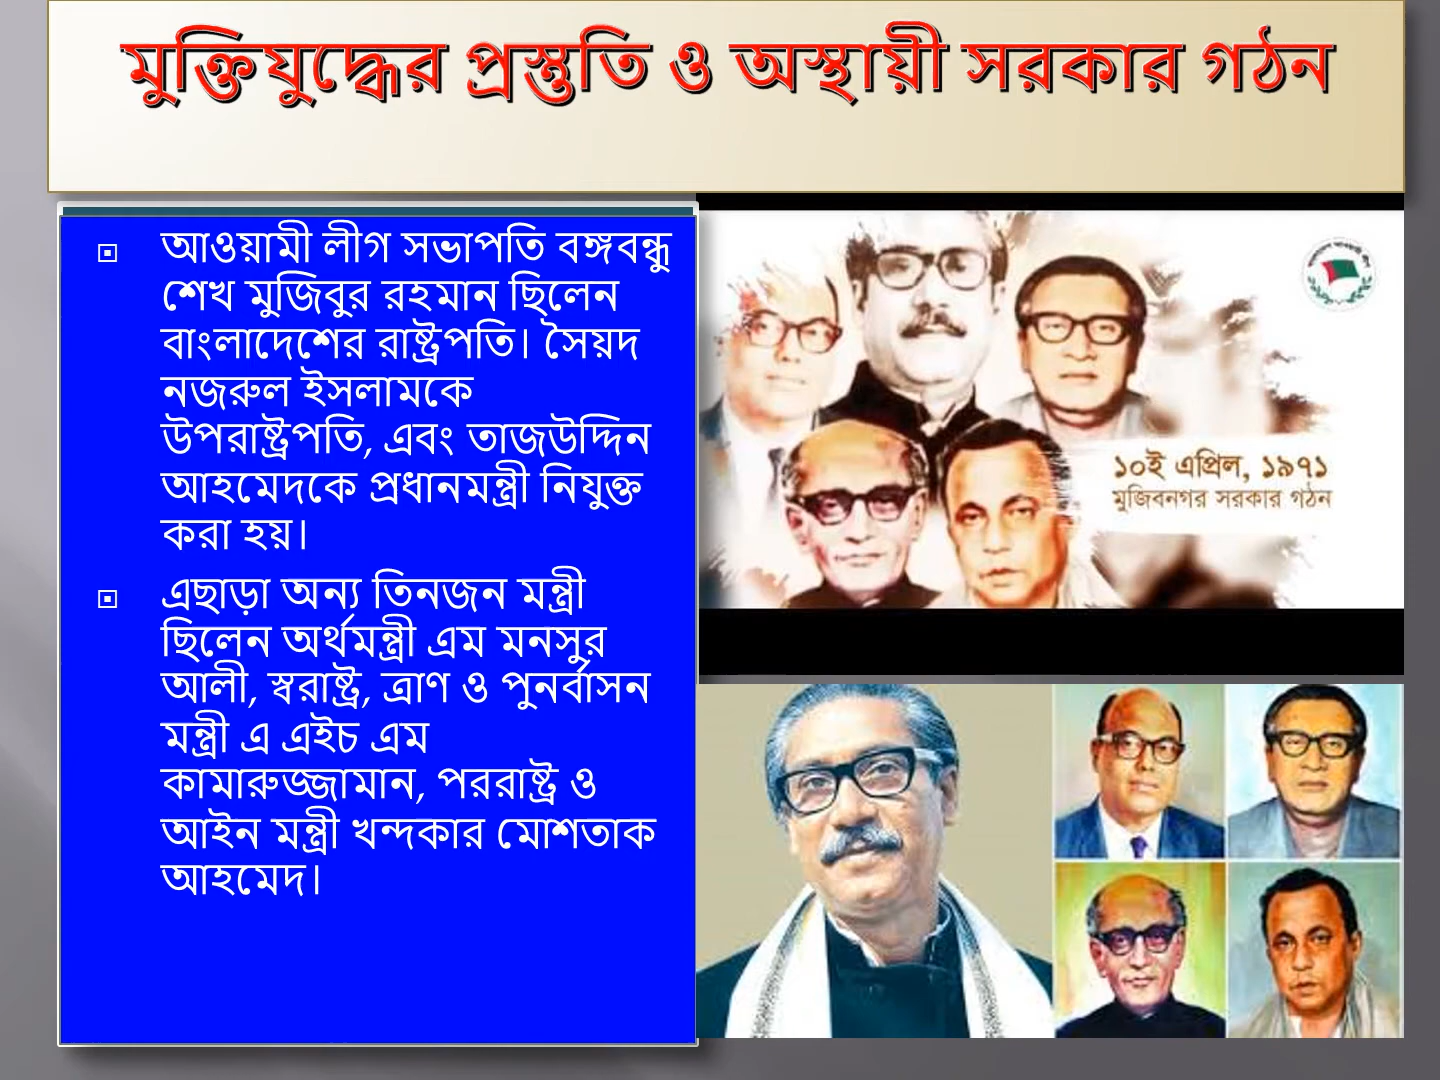 মুক্তিযুদ্ধের প্রস্তুতি ও অস্থায়ী সরকার গঠন
আওয়ামী লীগ সভাপতি বঙ্গবন্ধু
শেখ মুজিবুর রহমান ছিলেন
বাংলাদেশের রাষ্ট্রপতি। সৈয়দ
নজরুল ইসলামকে
উপরাষ্ট্রপতি, এবং তাজউদ্দিন
আহমেদকে প্রধানমন্ত্রী নিযুক্ত
করা হয়।
এছাড়া অন্য তিনজন মন্ত্রী
ছিলেন অর্থমন্ত্রী এম মনসুর
আলী, স্বরাষ্ট্র, ত্রাণ ও পুনর্বাসন
মন্ত্রী এ এইচ এম
কামারুজ্জামান, পররাষ্ট্র ও
আইন মন্ত্রী খন্দকার মোশতাক
আহমেদ।
১০ই এপ্রিল, ১৯৭১
মুজিবনগর সরকার গঠন